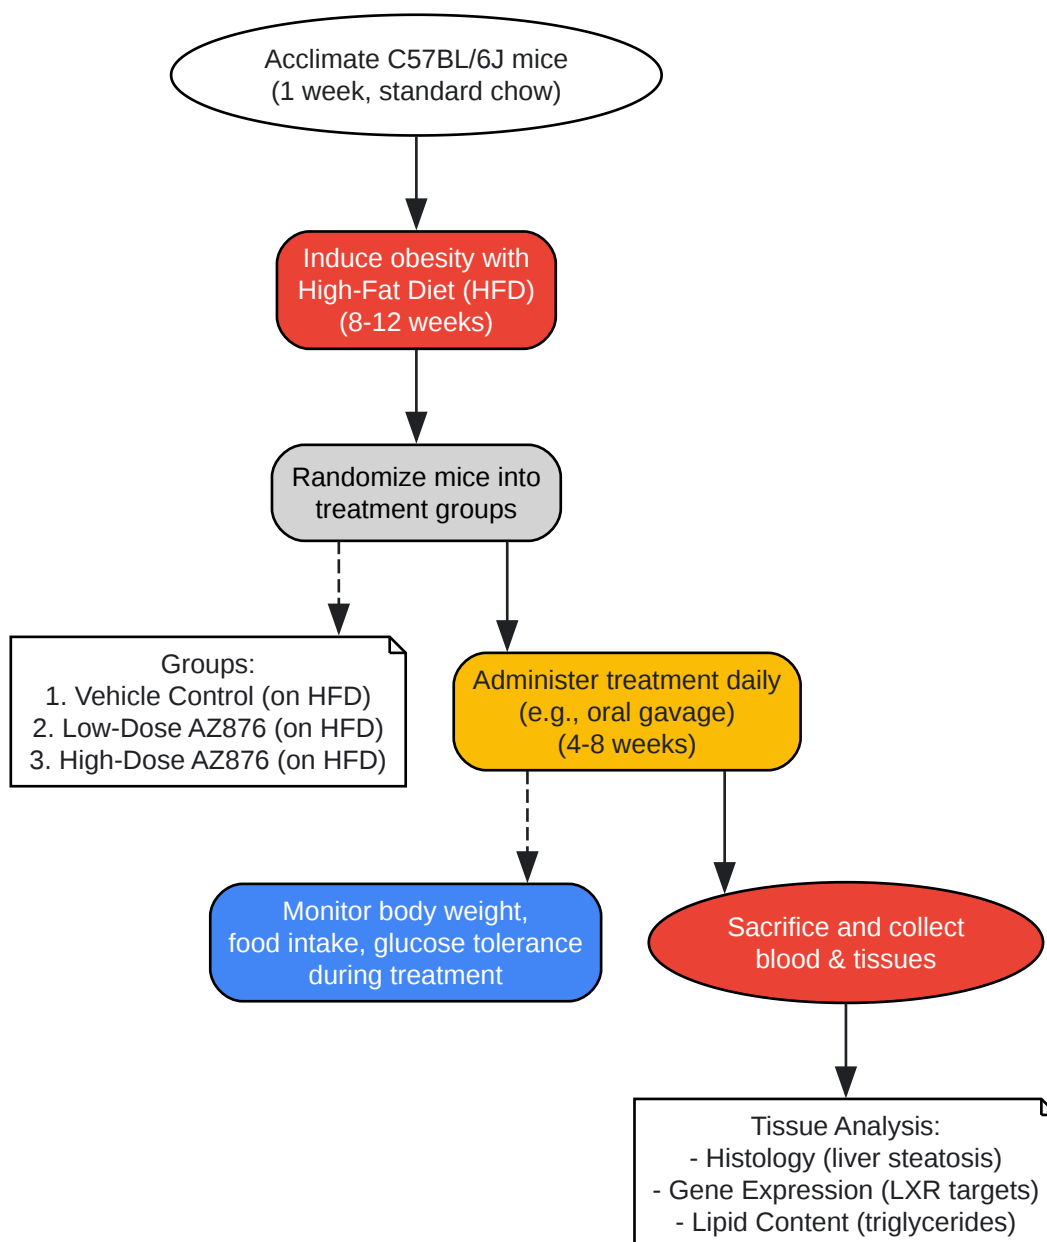 Acclimate C57BL/6J mice
(1 week, standard chow)
Induce obesity with
High-Fat Diet (HFD)
(8-12 weeks)
Randomize mice into
treatment groups
Groups:
1. Vehicle Control (on HFD)
2. Low-Dose AZ876 (on HFD)
3. High-Dose AZ876 (on HFD)
Administer treatment daily
(e.g., oral gavage)
(4-8 weeks)
Monitor body weight,
food intake, glucose tolerance
during treatment
Sacrifice and collect
blood & tissues
Tissue Analysis:
- Histology (liver steatosis)
- Gene Expression (LXR targets)
- Lipid Content (triglycerides)